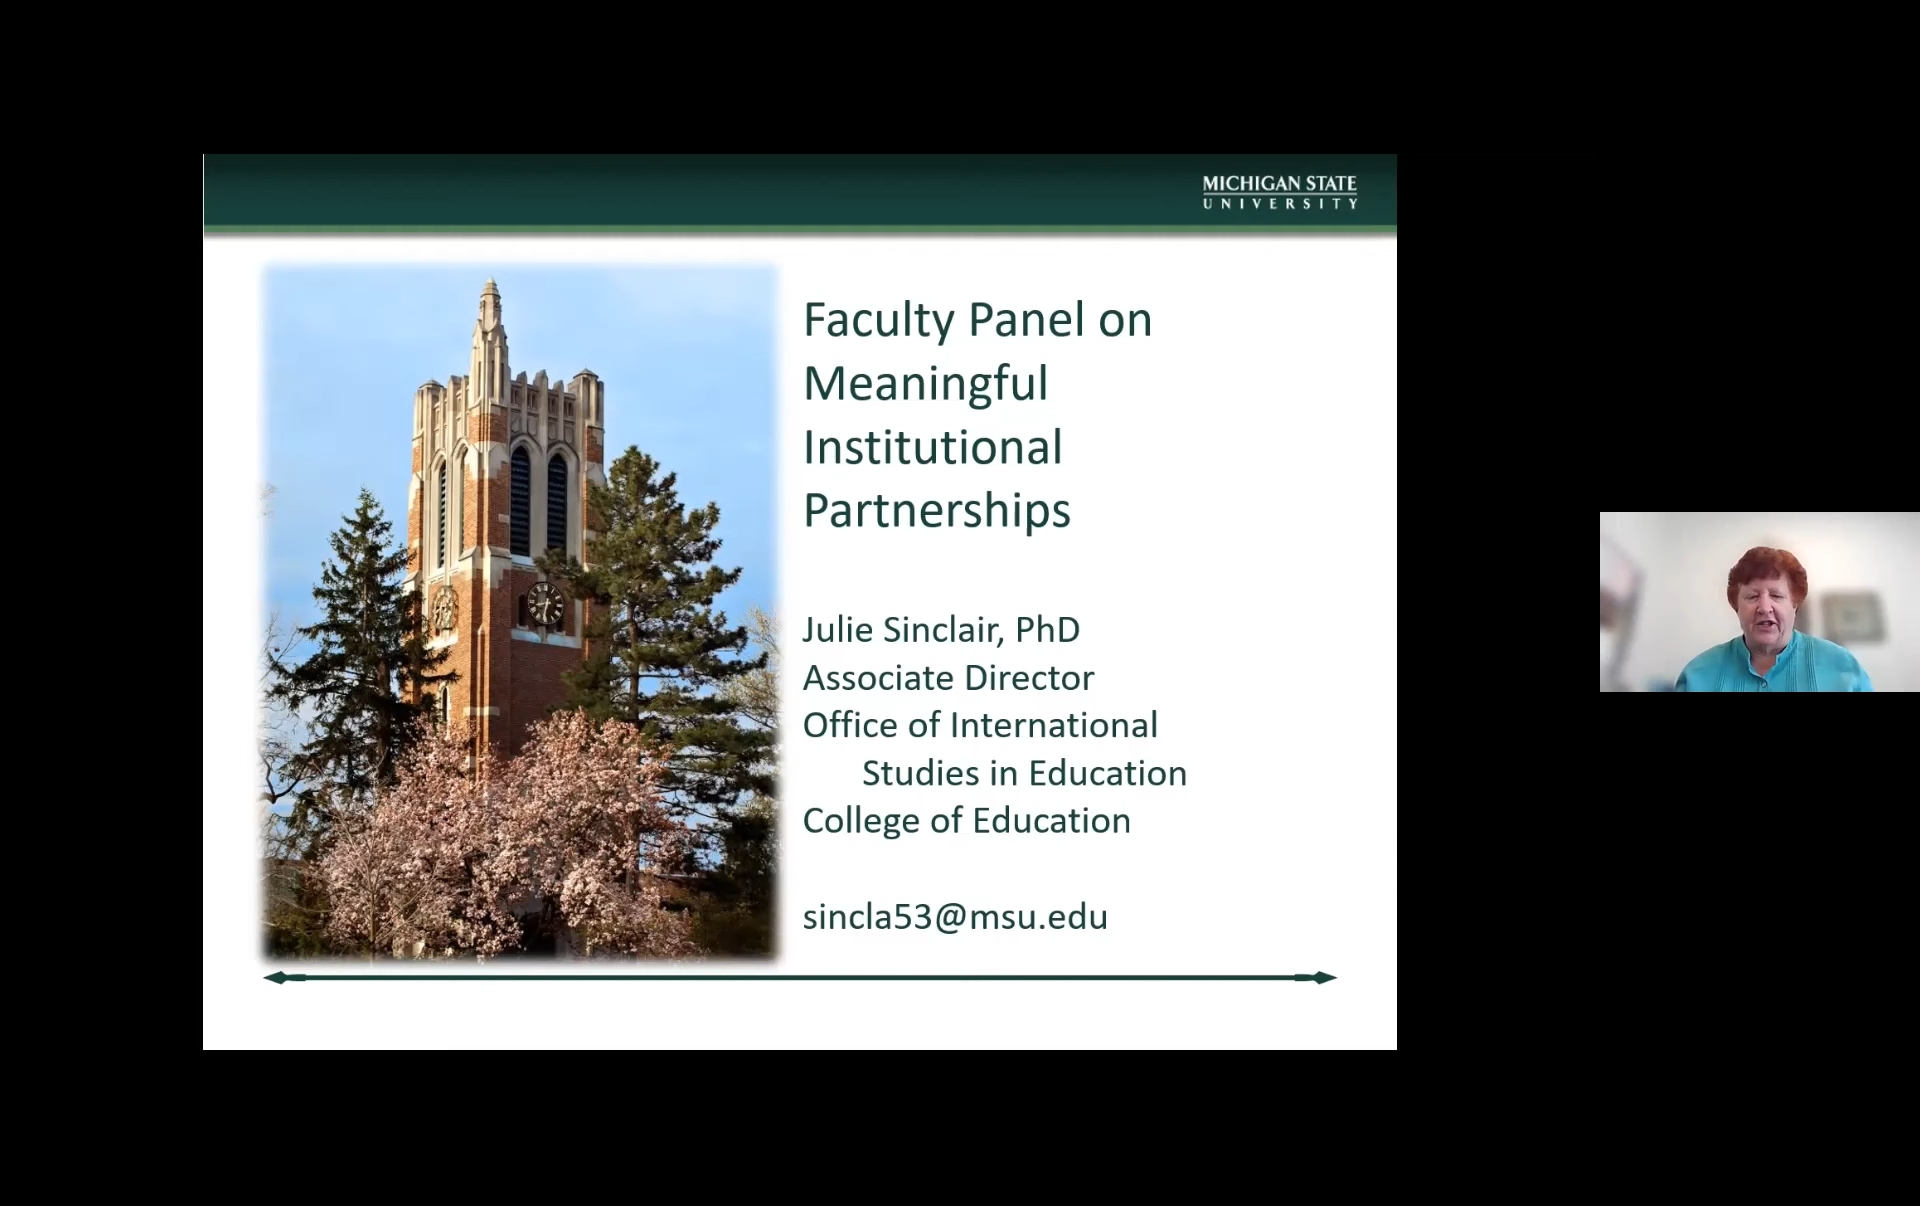 MICHIGAN STATE
UNIVERSITY
Faculty Panel on
Meaningful
Institutional
Partnerships
Julie Sinclair, PhD
Associate Director
Office of International
Studies in Education
College of Education
sincla53@msu.edu